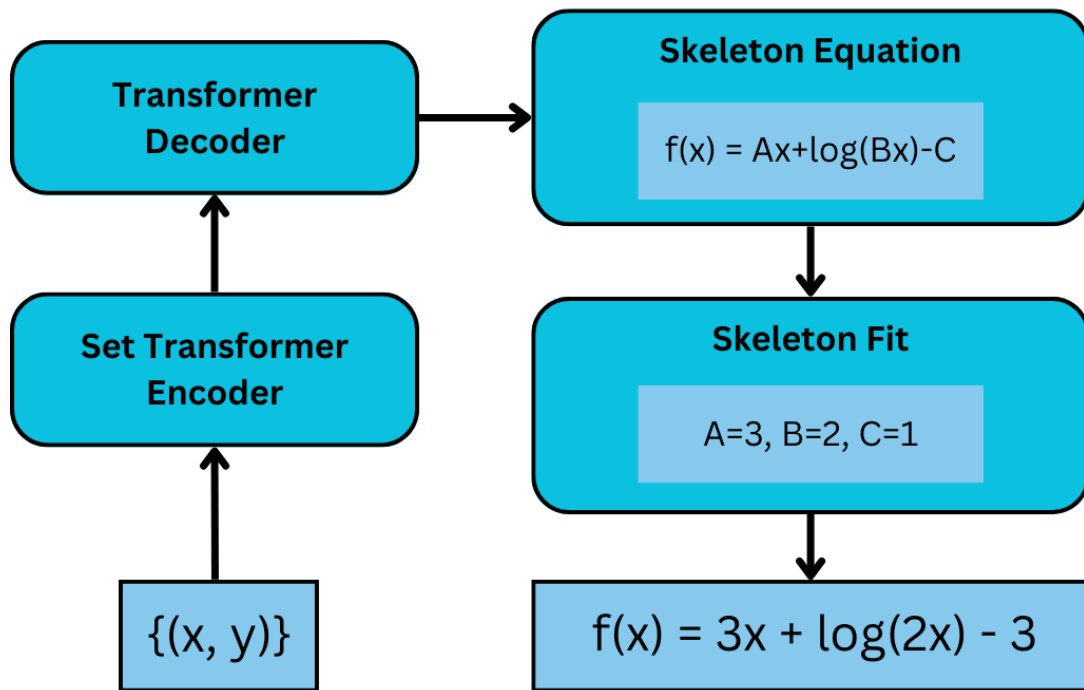 Transformer
Decoder
Skeleton Equation
f(x) = Ax+log(Bx)-C
Set Transformer
Encoder
Skeleton Fit
A=3, B=2, C=1
{(x, y)}
f(x) = 3x + log(2x) - 3